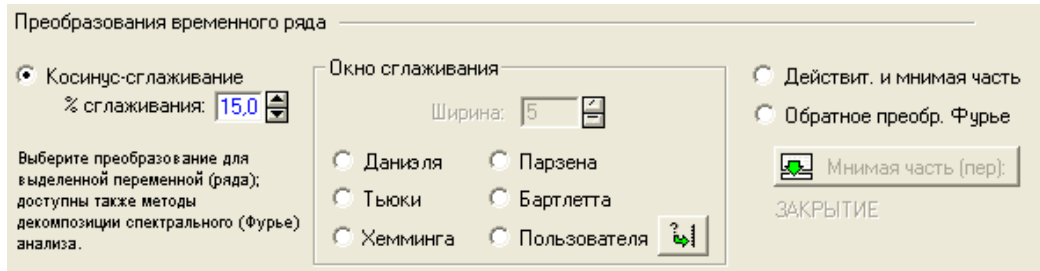 Преобразования временного ряда
Косинус-сглаживание
% сглаживания: 15,0
Выберите преобразование для
выделенной переменной (ряда);
доступны также методы
декомпозиции спектрального (Фурье)
анализа.
Окно сглаживания
Ширина: 5
Даниэля
Парзена
Тьюки
Бартлетта
Хемминга
Пользователя
Действит. и мнимая часть
Обратное преобр. Фурье
Мнимая часть (пер):
ЗАКРЫТИЕ